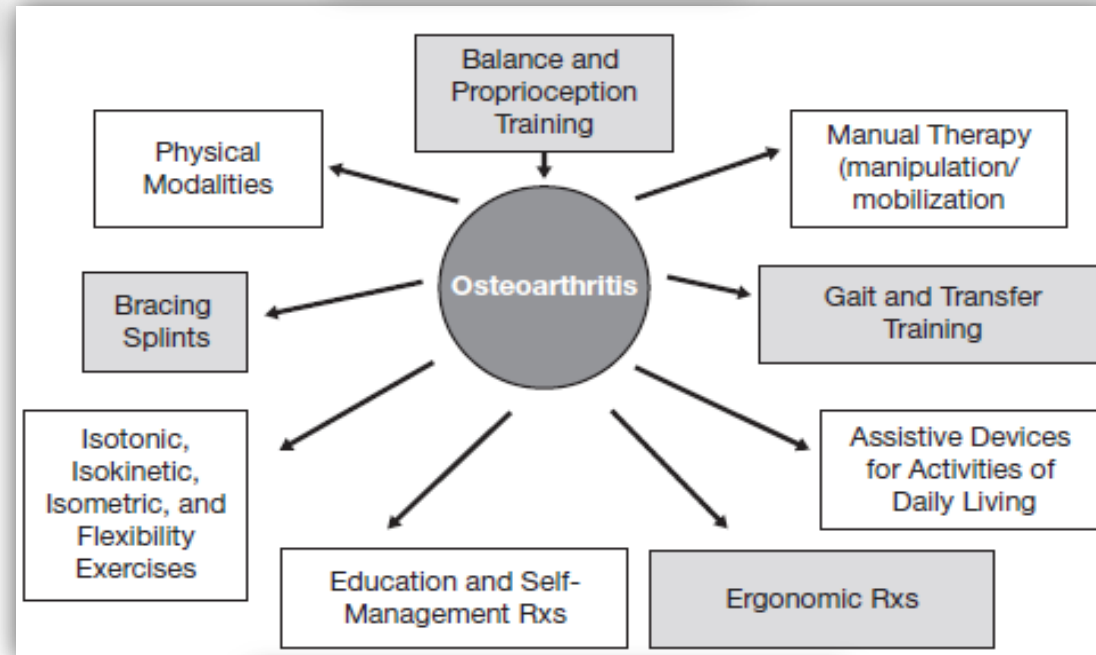 Balance and
Proprioception
Training
Physical
Modalities
Manual Therapy
(manipulation/
mobilization
Osteoarthritis
Bracing
Splints
Gait and Transfer
Training
Isotonic,
Isokinetic,
Isometric, and
Flexibility
Exercises
Assistive Devices
for Activities of
Daily Living
Education and Self-
Management Rxs
Ergonomic Rxs